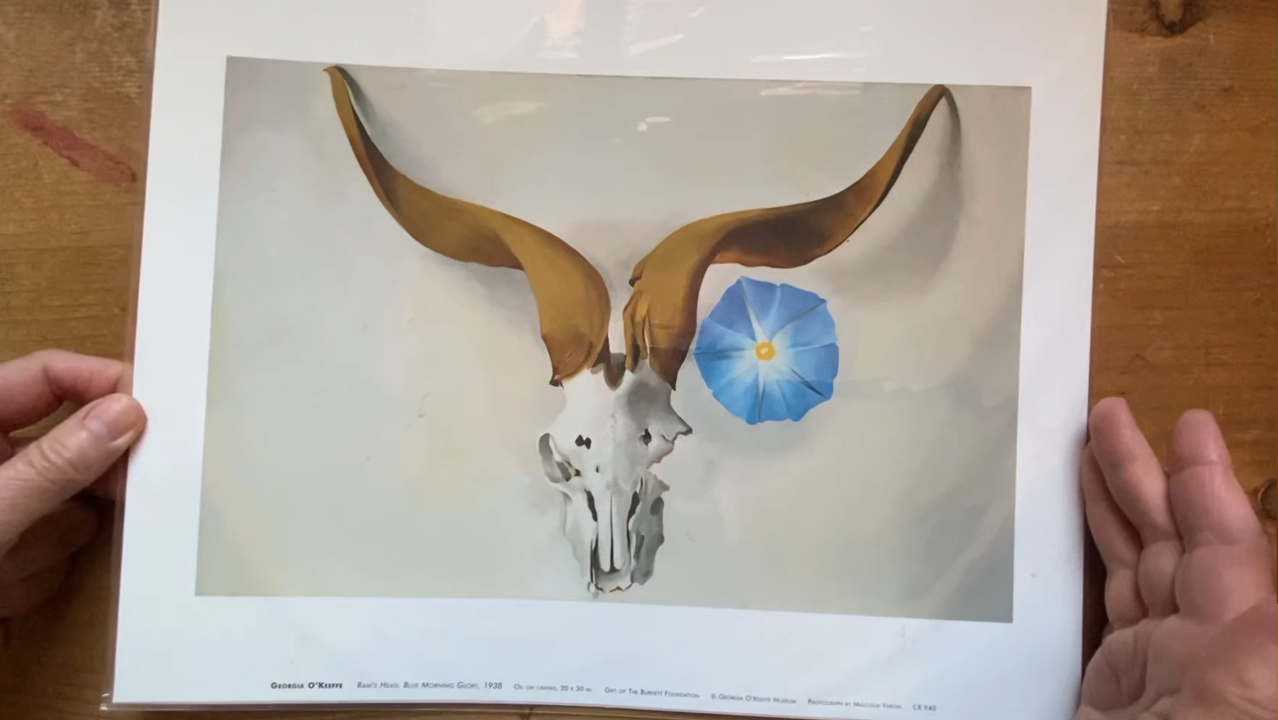 GEORGIA O'KEEFFE RAM'S HEAD, BLUE MORNING GLORY, 1938 OIL ON CANVAS, 20 X 30 IN. GIFT OF THE BURNETT FOUNDATION © GEORGIA O'KEEFFE MUSEUM PHOTOGRAPH BY MALCOLM VARON CR 940